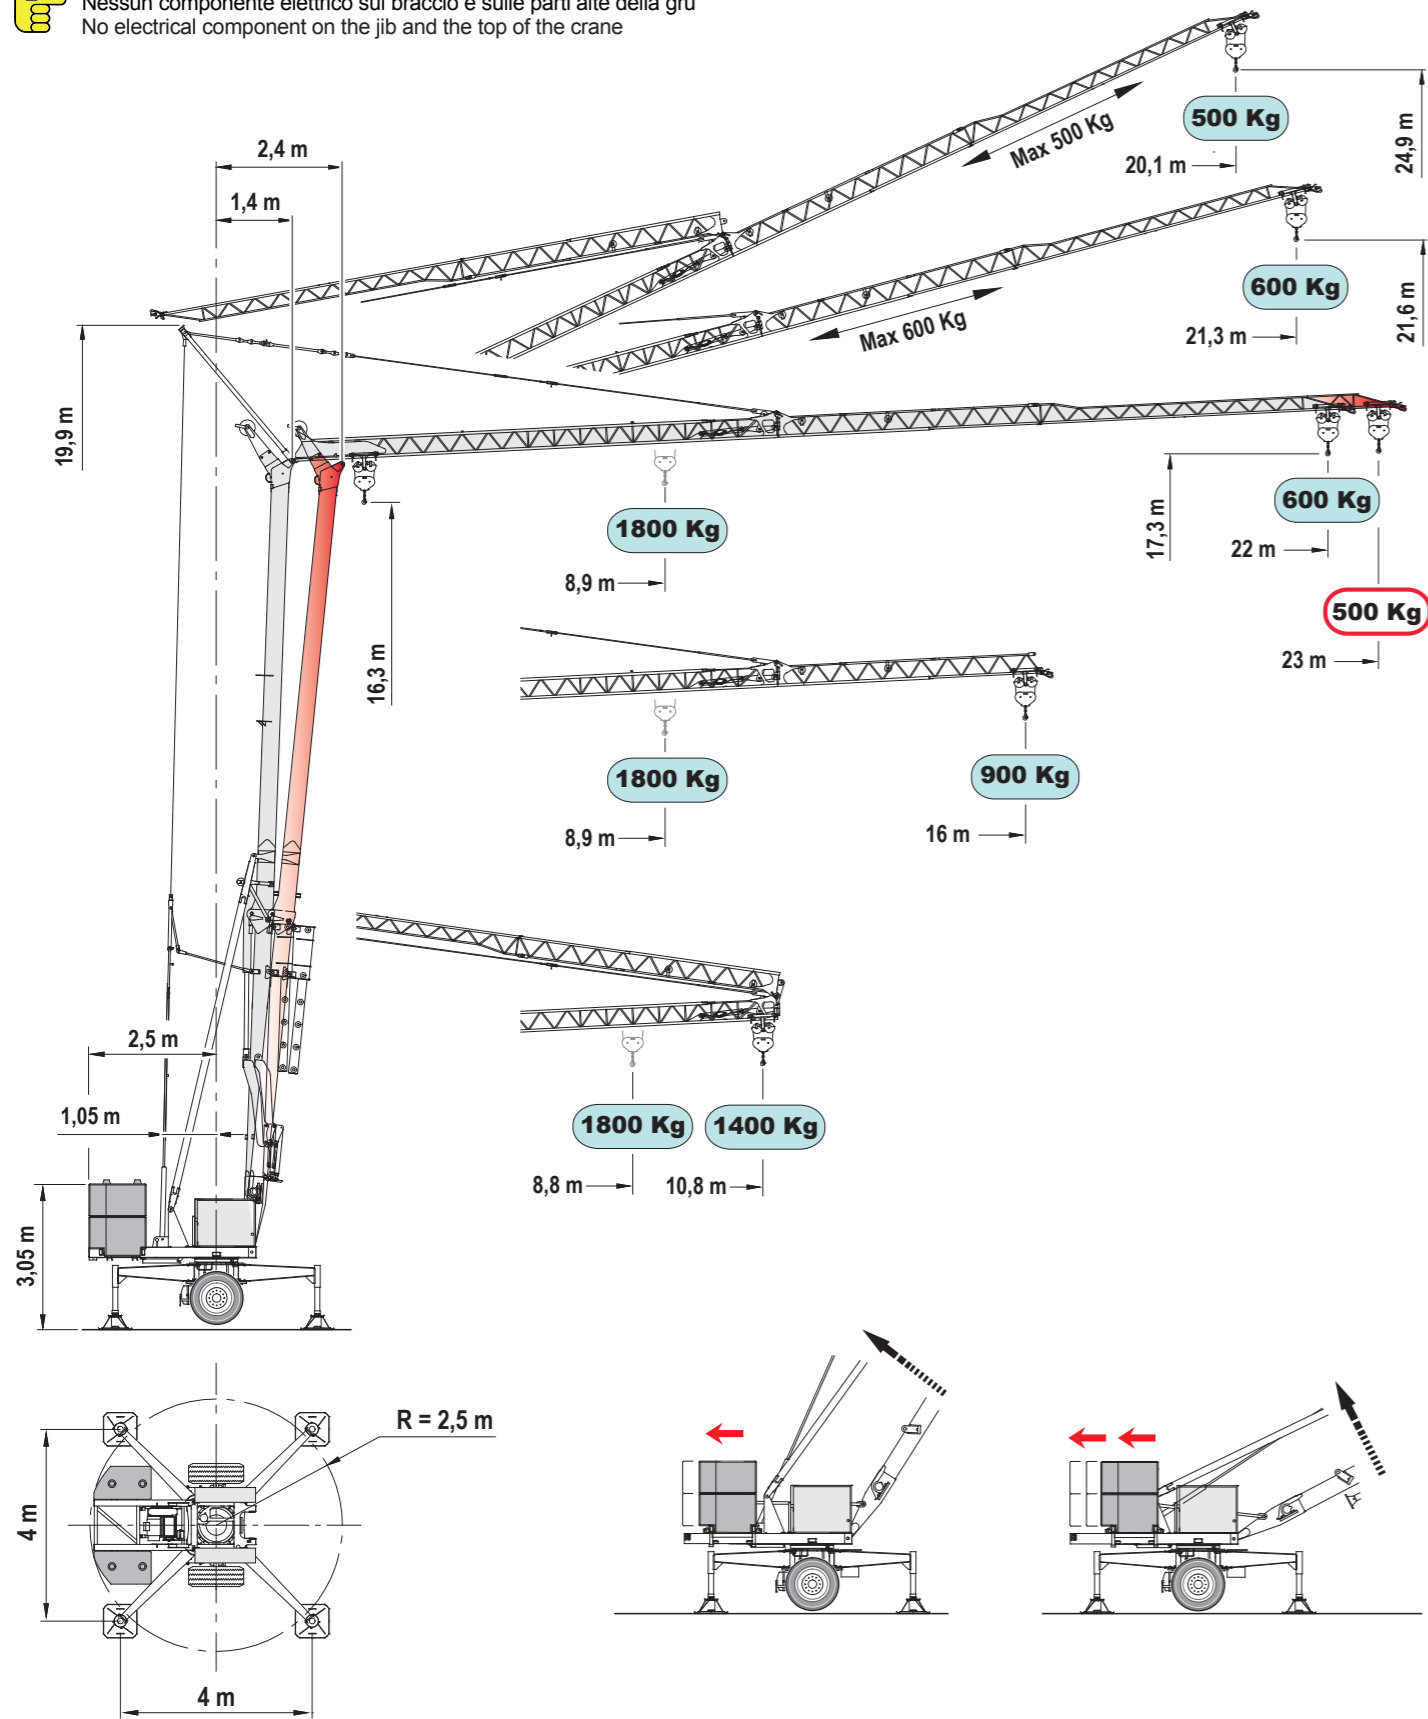 Nessun componente elettrico sul braccio e sulle parti alte della gru
No electrical component on the jib and the top of the crane
500 Kg
20,1 m
24,9 m
Max 500 Kg
2,4 m
1,4 m
600 Kg
21,3 m
21,6 m
Max 600 Kg
19,9 m
1800 Kg
8,9 m
16,3 m
17,3 m
600 Kg
22 m
500 Kg
23 m
1800 Kg
8,9 m
900 Kg
16 m
2,5 m
1,05 m
3,05 m
1800 Kg
1400 Kg
8,8 m
10,8 m
R = 2,5 m
4 m
4 m